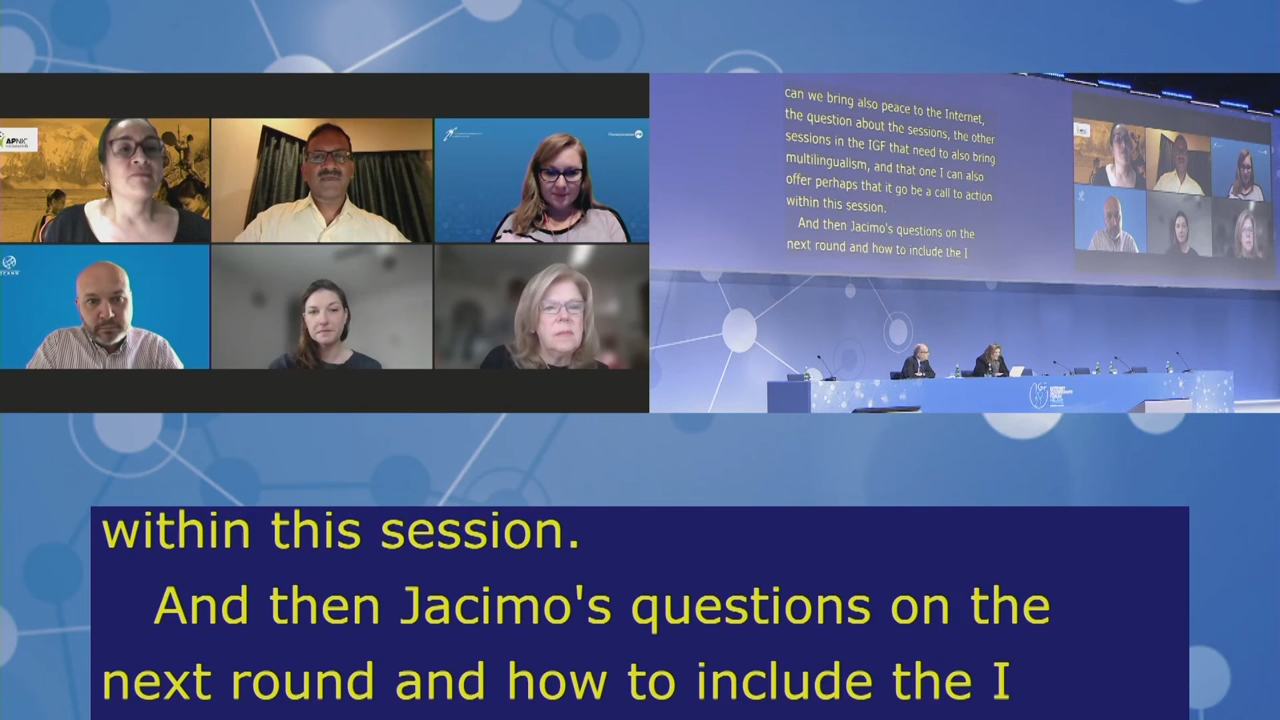 APNIC
can we bring also peace to the Internet,
the question about the sessions, the other
sessions in the IGF that need to also bring
multilingualism, and that one I can also
offer perhaps that it go be a call to action
within this session.
And then Jacimo's questions on the
next round and how to include the I
within this session.
And then Jacimo's questions on the
next round and how to include the I